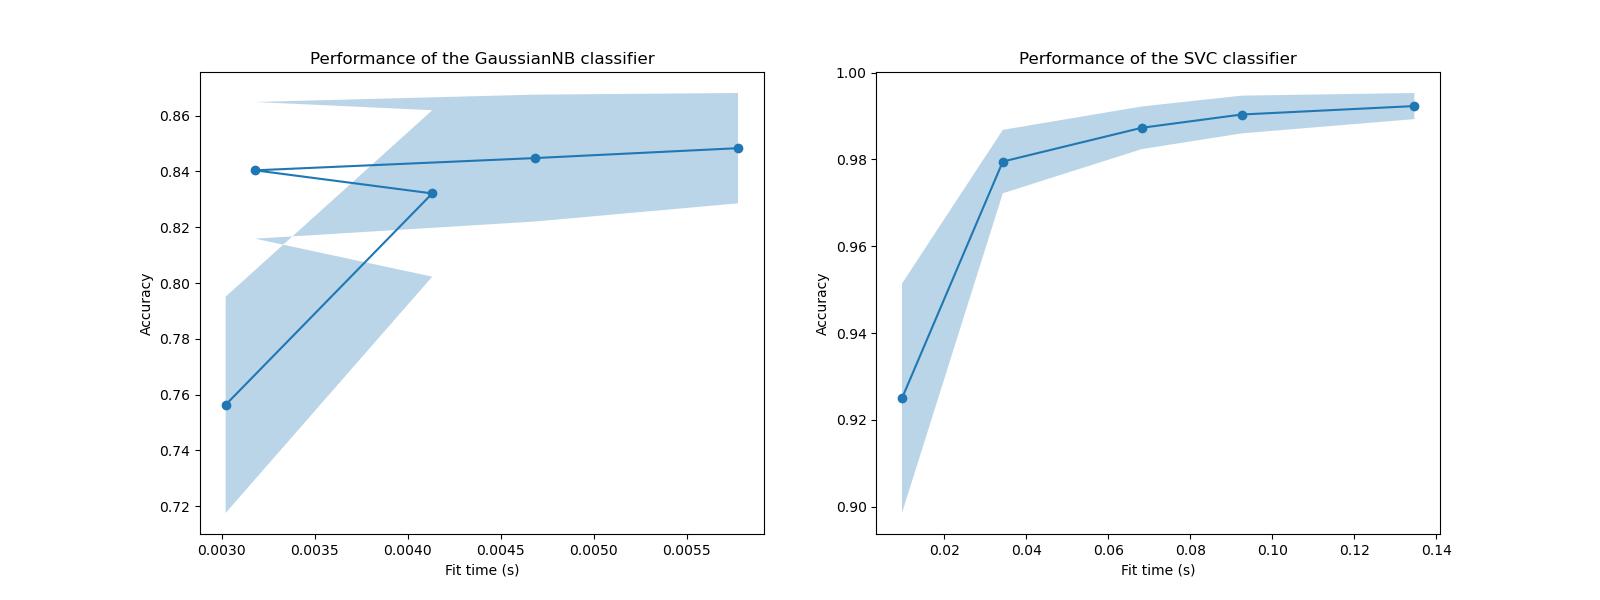 Performance of the GaussianNB classifier
Accuracy
0.86
0.84
0.82
0.80
0.78
0.76
0.74
0.72
0.0030 0.0035 0.0040 0.0045 0.0050 0.0055
Fit time (s)
Performance of the SVC classifier
Accuracy
1.00
0.98
0.96
0.94
0.92
0.90
0.02 0.04 0.06 0.08 0.10 0.12 0.14
Fit time (s)